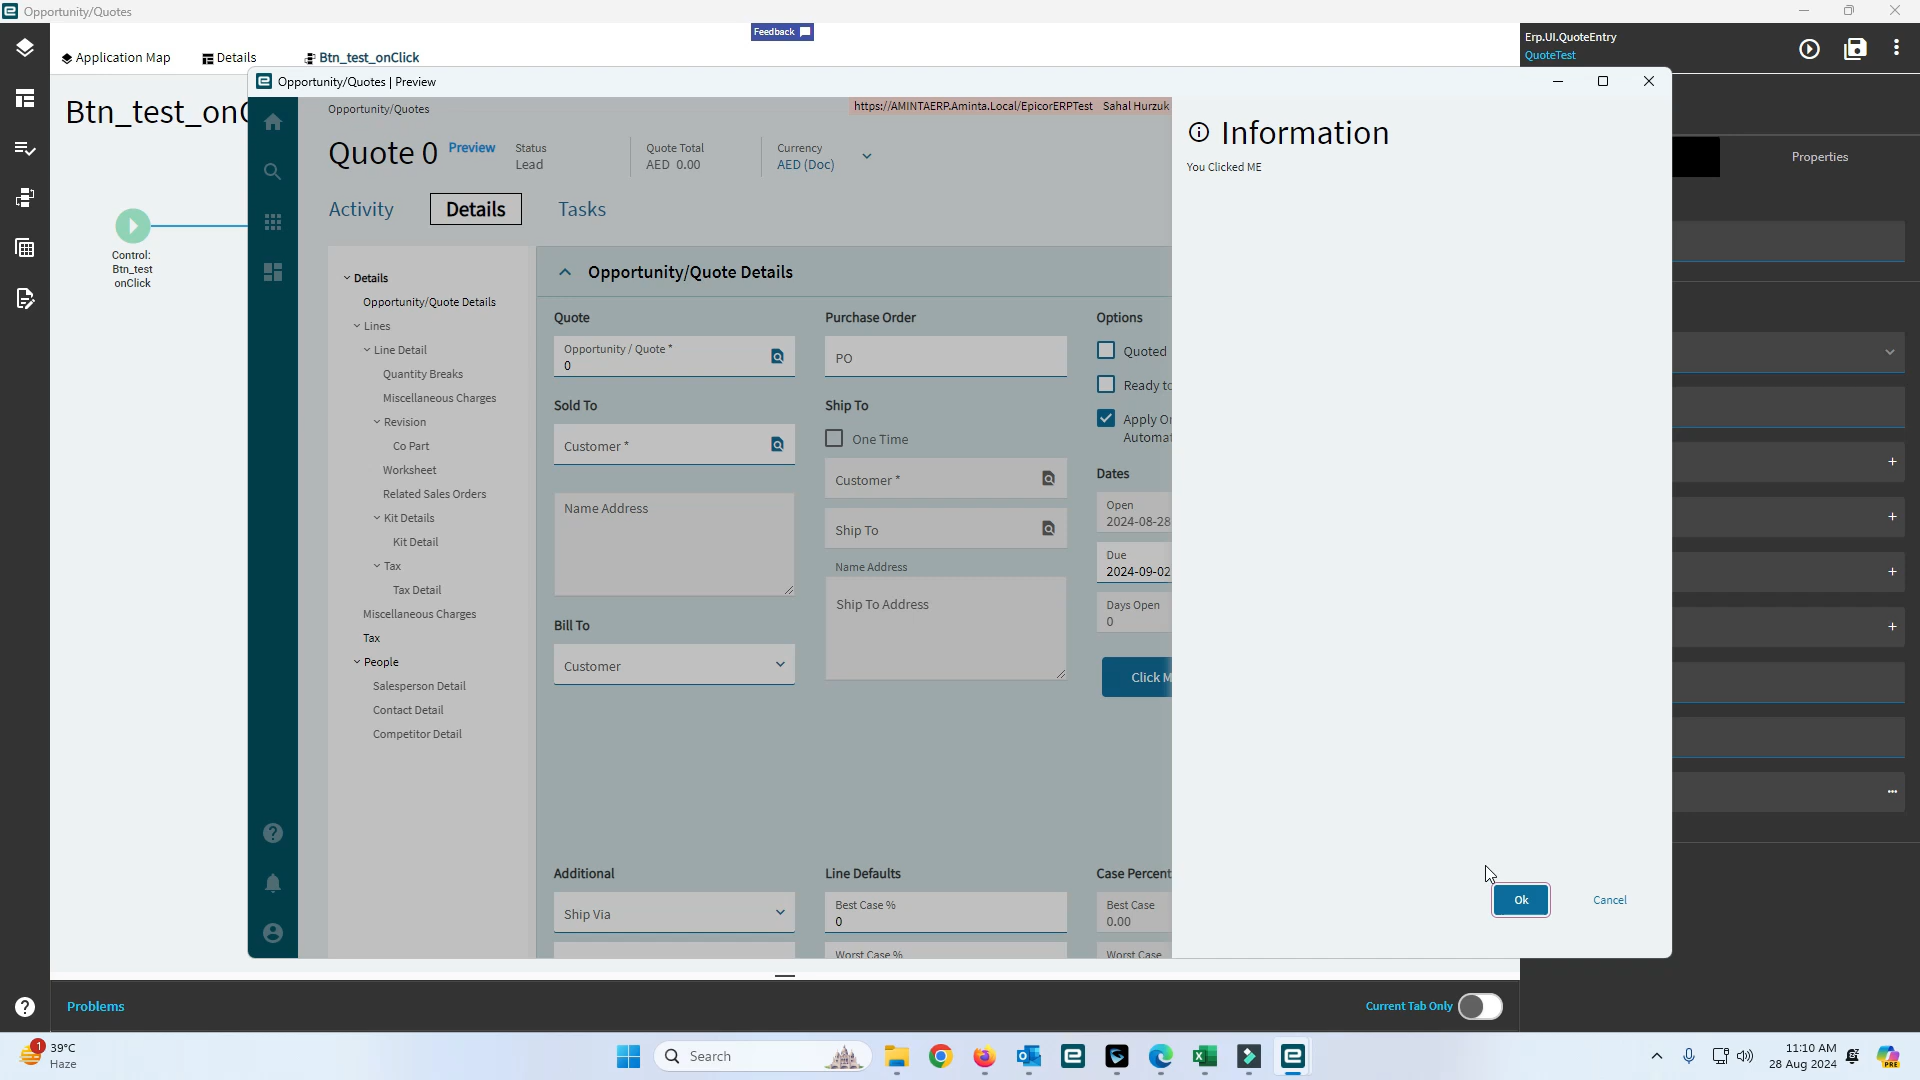 Opportunity/Quotes
Feedback
Application Map
Details
Btn_test_onClick
Erp.UI.QuoteEntry
QuoteTest
Properties
Btn_test_on
Control:
Btn_test
onClick
Opportunity/Quotes | Preview
Opportunity/Quotes
https://AMINTAERP.Aminta.Local/EpicorERPTest Sahal Hurzuk
Quote 0
Preview
Status
Lead
Quote Total
AED 0.00
Currency
AED (Doc)
Activity
Details
Tasks
Details
Opportunity/Quote Details
Lines
Line Detail
Quantity Breaks
Miscellaneous Charges
Revision
Co Part
Worksheet
Related Sales Orders
Kit Details
Kit Detail
Tax
Tax Detail
Miscellaneous Charges
Tax
People
Salesperson Detail
Contact Detail
Competitor Detail
Opportunity/Quote Details
Quote
Opportunity / Quote *
0
Sold To
Customer *
Name Address
Bill To
Customer
Purchase Order
PO
Ship To
One Time
Customer *
Ship To
Name Address
Ship To Address
Options
Quoted
Ready to
Apply
Automat
Dates
Open
2024-08-28
Due
2024-09-02
Days Open
0
Click M
Additional
Ship Via
Line Defaults
Best Case %
0
Worst Case %
Case Percent
Best Case
0.00
Worst Case
Information
You Clicked ME
Ok
Cancel
Problems
Current Tab Only
1
39°C
Haze
Search
11:10 AM
28 Aug 2024
PRE